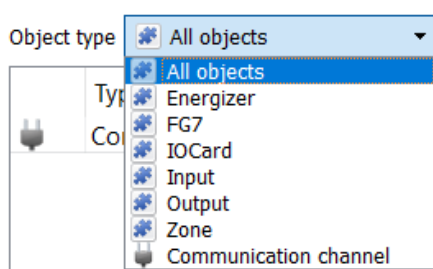 Object type All objects
All objects
Energizer
FG7
IOCard
Input
Output
Zone
Communication channel